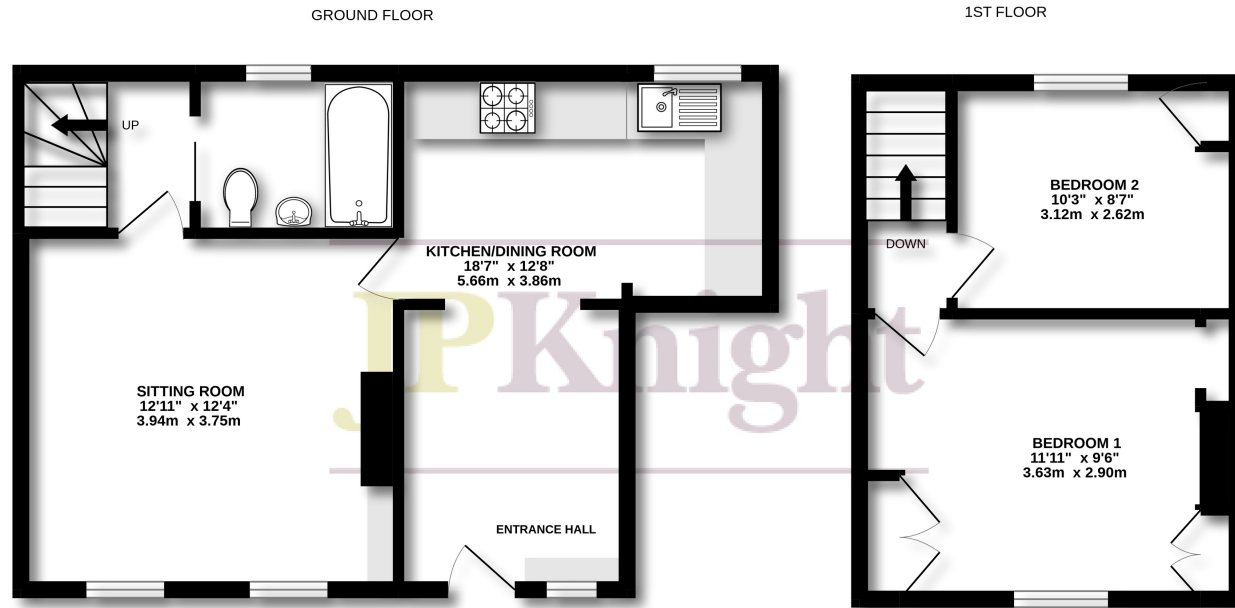 GROUND FLOOR
1ST FLOOR
UP
KITCHEN/DINING ROOM
18'7" x 12'8"
5.66m x 3.86m
SITTING ROOM
12'11" x 12'4"
3.94m x 3.75m
ENTRANCE HALL
JPKnight
BEDROOM 2
10'3" x 8'7"
3.12m x 2.62m
DOWN
BEDROOM 1
11'11" x 9'6"
3.63m x 2.90m